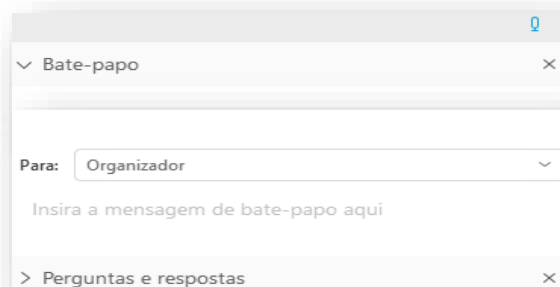 Bate-papo
Para: Organizador
Insira a mensagem de bate-papo aqui
Perguntas e respostas